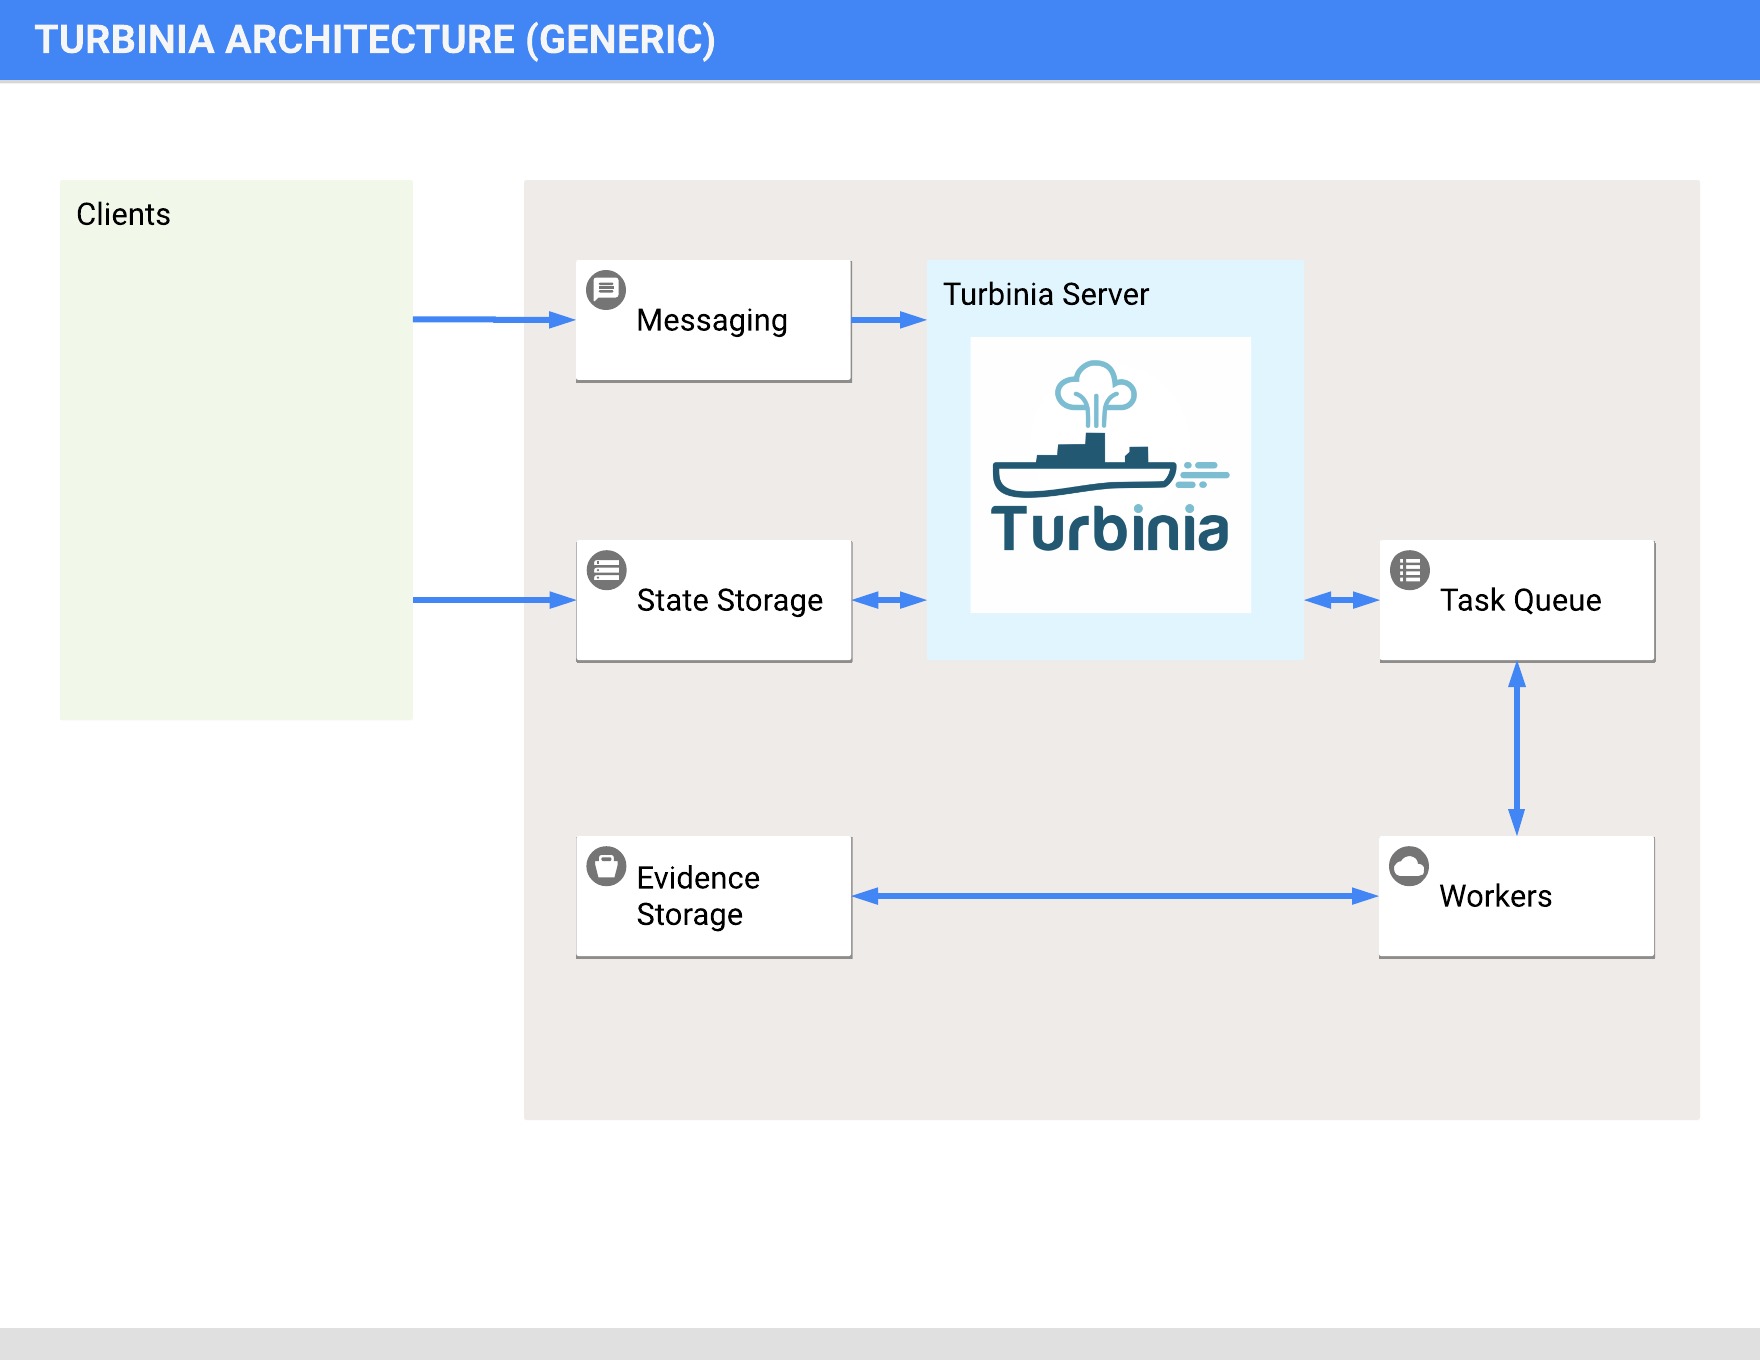 TURBINIA ARCHITECTURE (GENERIC)
Clients
Messaging
Turbinia Server
Turbinia
State Storage
Task Queue
Evidence
Storage
Workers